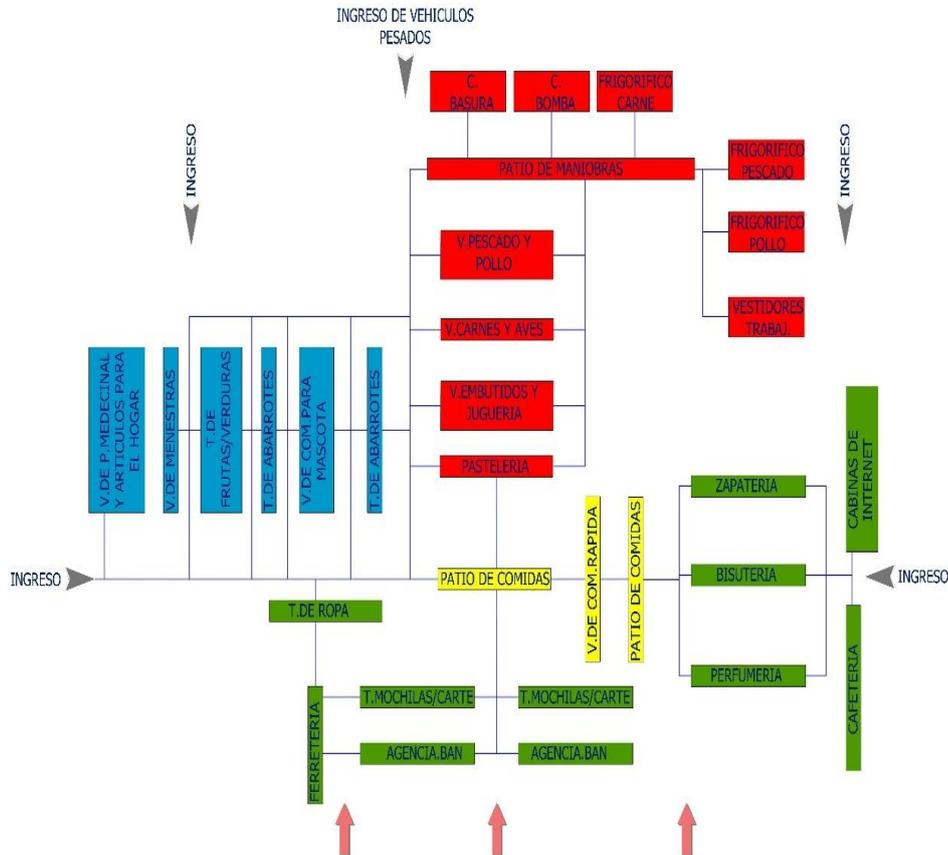 INGRESO DE VEHICULOS
PESADOS
INGRESO
INGRESO
C.
BASURA
C.
BOMBA
FRIGORIFICO
CARNE
PATIO DE MANIOBRAS
FRIGORIFICO
PESCADO
FRIGORIFICO
POLLO
VESTIDORES
TRABAJ.
V PESCADO Y
POLLO
V.CARNES Y AVES
V.EMBUTIDOS Y
JUGUERIA
PASTELERIA
V.DE P.MEDECINAL
Y ARTICULOS PARA
EL HOGAR
V.DE MENESTRAS
T.DE
FRUTAS/VERDURAS
T.DE ABARROTES
V.DE COM.PARA
MASCOTA
T.DE ABARROTES
INGRESO
PATIO DE COMIDAS
V.DE COM.RAPIDA
PATIO DE COMIDAS
ZAPATERIA
BISUTERIA
PERFUMERIA
CABINAS DE
INTERNET
INGRESO
CAFETERIA
T.DE ROPA
FERRETERIA
T.MOCHILAS/CARTE
T.MOCHILAS/CARTE
AGENCIA.BAN
AGENCIA.BAN